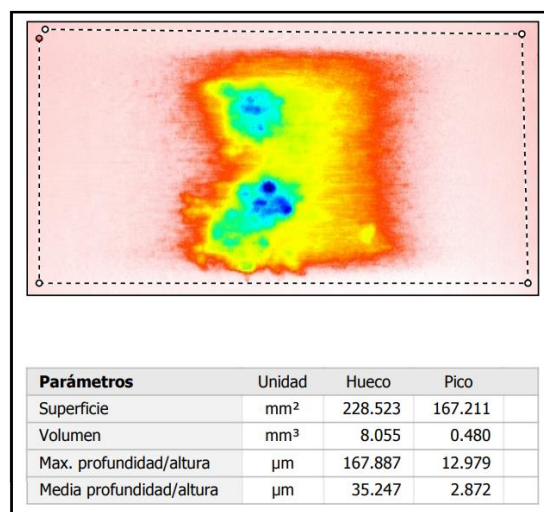 Parámetros Unidad Hueco Pico
Superficie mm² 228.523 167.211
Volumen mm³ 8.055 0.480
Max. profundidad/altura µm 167.887 12.979
Media profundidad/altura µm 35.247 2.872